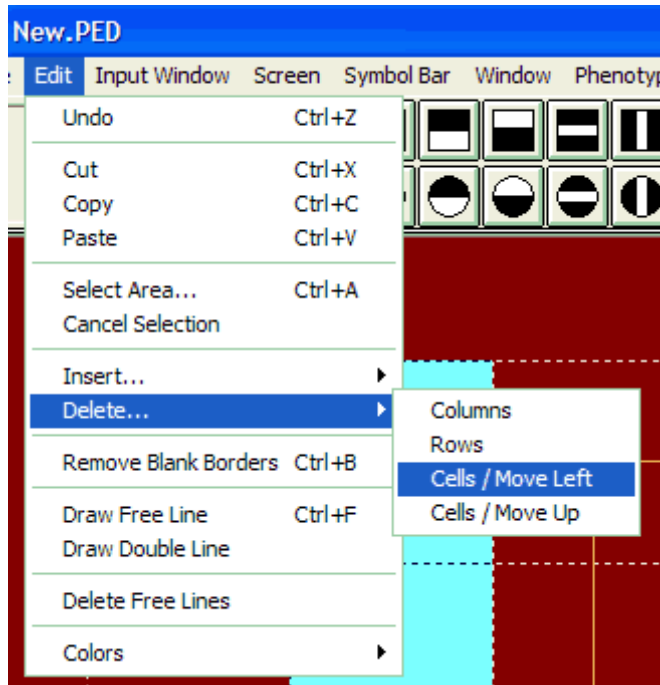 New.PED
Edit Input Window Screen Symbol Bar Window
Undo Ctrl+Z
Cut Ctrl+X
Copy Ctrl+C
Paste Ctrl+V
Select Area... Ctrl+A
Cancel Selection
Insert...
Delete...
Columns
Rows
Remove Blank Borders Ctrl+B
Cells / Move Left
Draw Free Line Ctrl+F
Cells / Move Up
Draw Double Line
Delete Free Lines
Colors